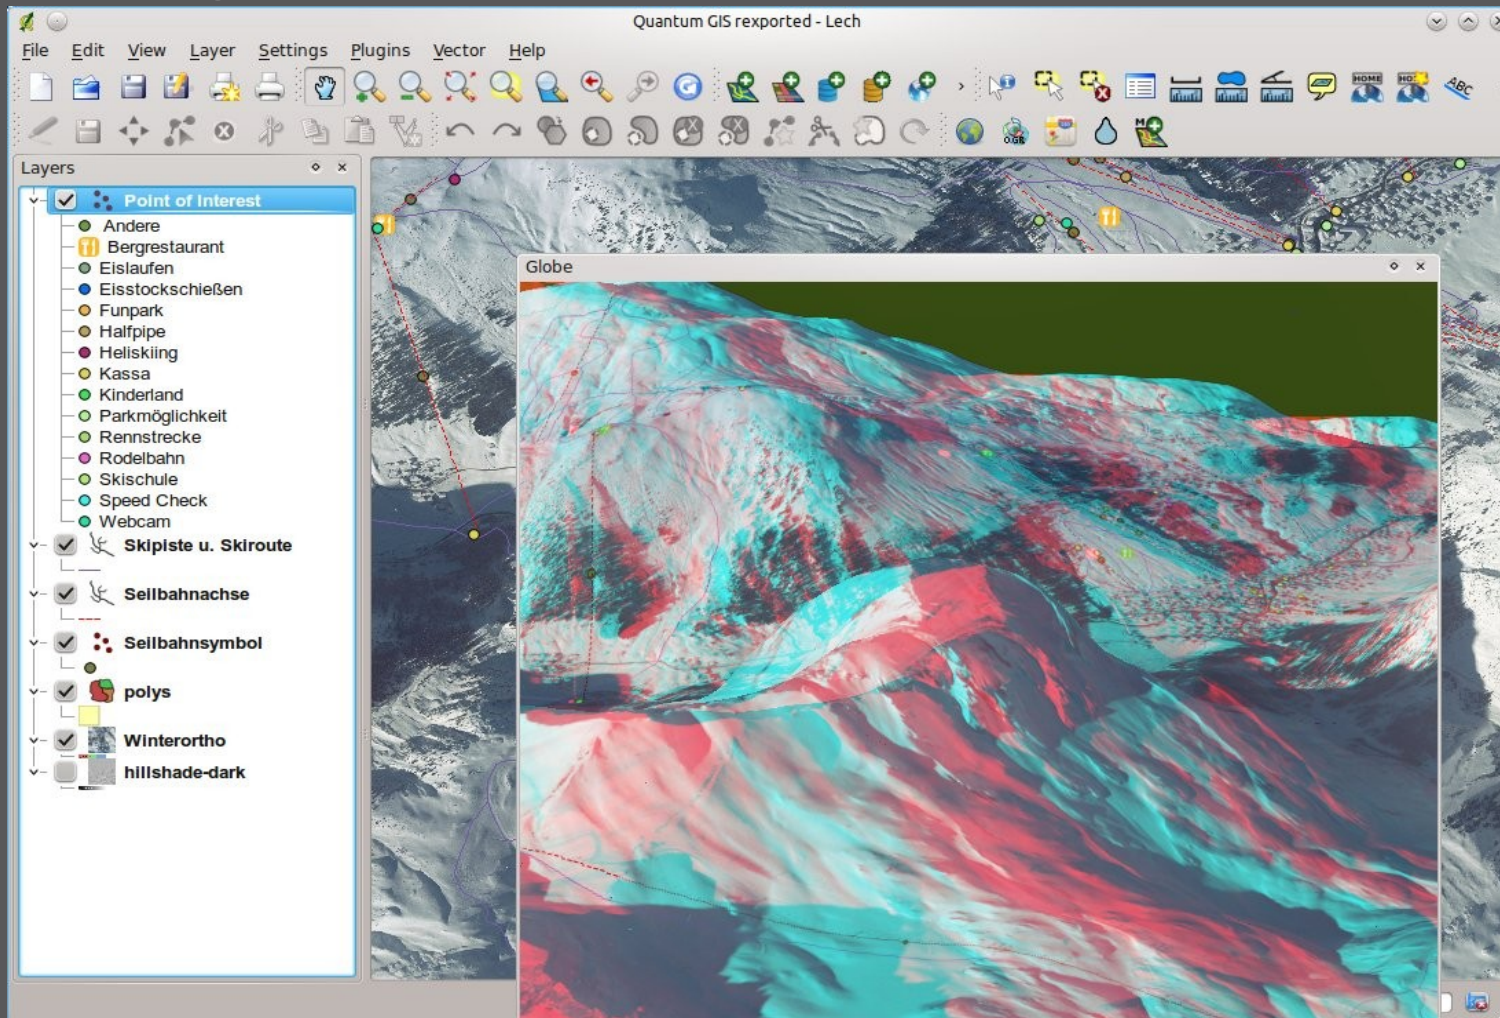 Quantum GIS rexported - Lech
File Edit View Layer Settings Plugins Vector Help
HOME
ABC
Layers
Point of Interest
Andere
Bergrestaurant
Eislaufen
Eisstockschießen
Funpark
Halfpipe
Heliskiing
Kassa
Kinderland
Parkmöglichkeit
Rennstrecke
Rodelbahn
Skischule
Speed Check
Webcam
Skipiste u. Skiroute
Seilbahnachse
Seilbahnsymbol
polys
Winterortho
hillshade-dark
Globe